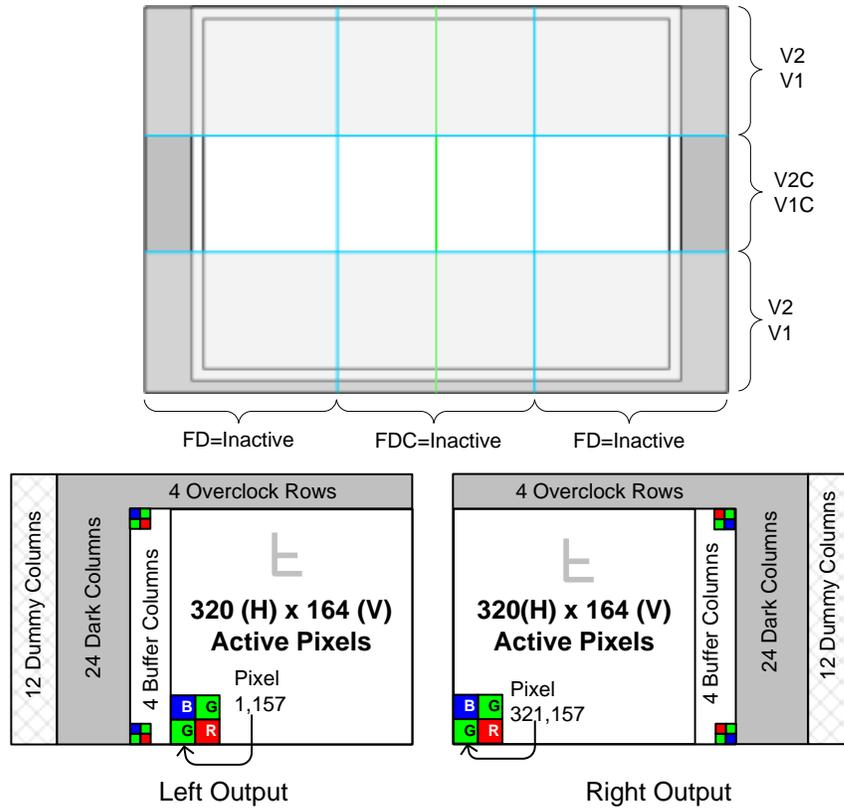 V2
V1
V2C
V1C
V2
V1
FD=Inactive
FDC=Inactive
FD=Inactive
4 Overclock Rows
12 Dummy Columns
24 Dark Columns
4 Buffer Columns
F
320 (H) x 164 (V)
Active Pixels
Pixel
1,157
B G
G R
Left Output
4 Overclock Rows
F
320(H) x 164 (V)
Active Pixels
Pixel
321,157
B G
G R
4 Buffer Columns
24 Dark Columns
12 Dummy Columns
Right Output